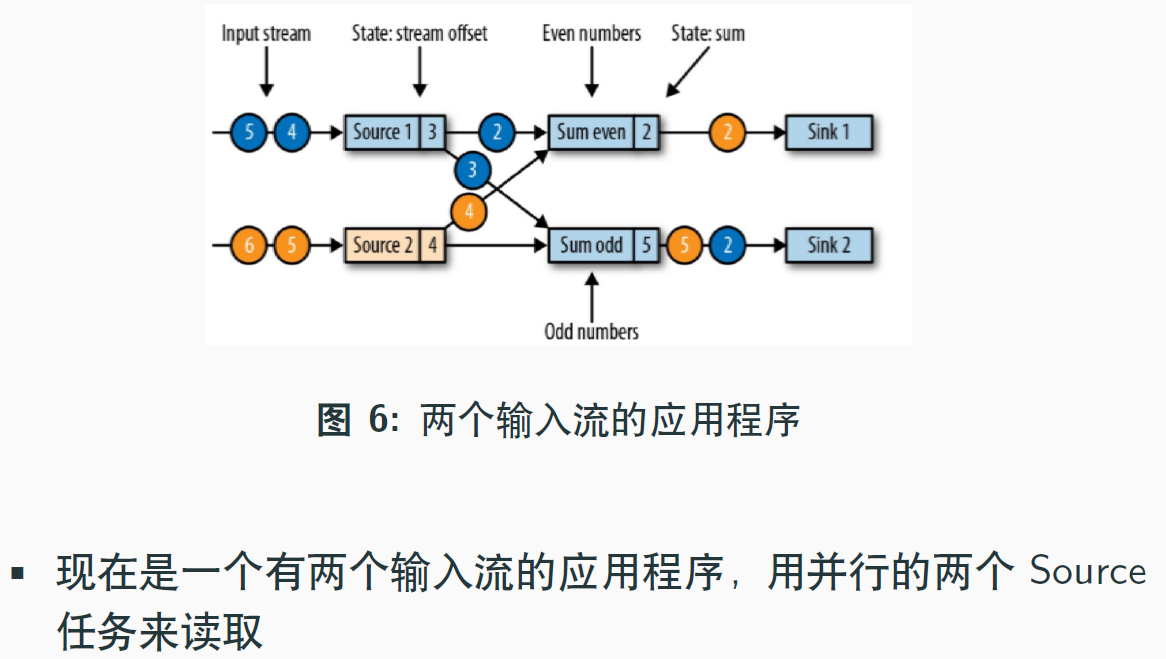 Input stream State: stream offset Even numbers State: sum
5 4 Source 1 3 2 Sum even 2 2 Sink 1
3
4
6 5 Source 2 4 Sum odd 5 5 2 Sink 2
Odd numbers
图 6: 两个输入流的应用程序
▪ 现在是一个有两个输入流的应用程序，用并行的两个 Source
任务来读取